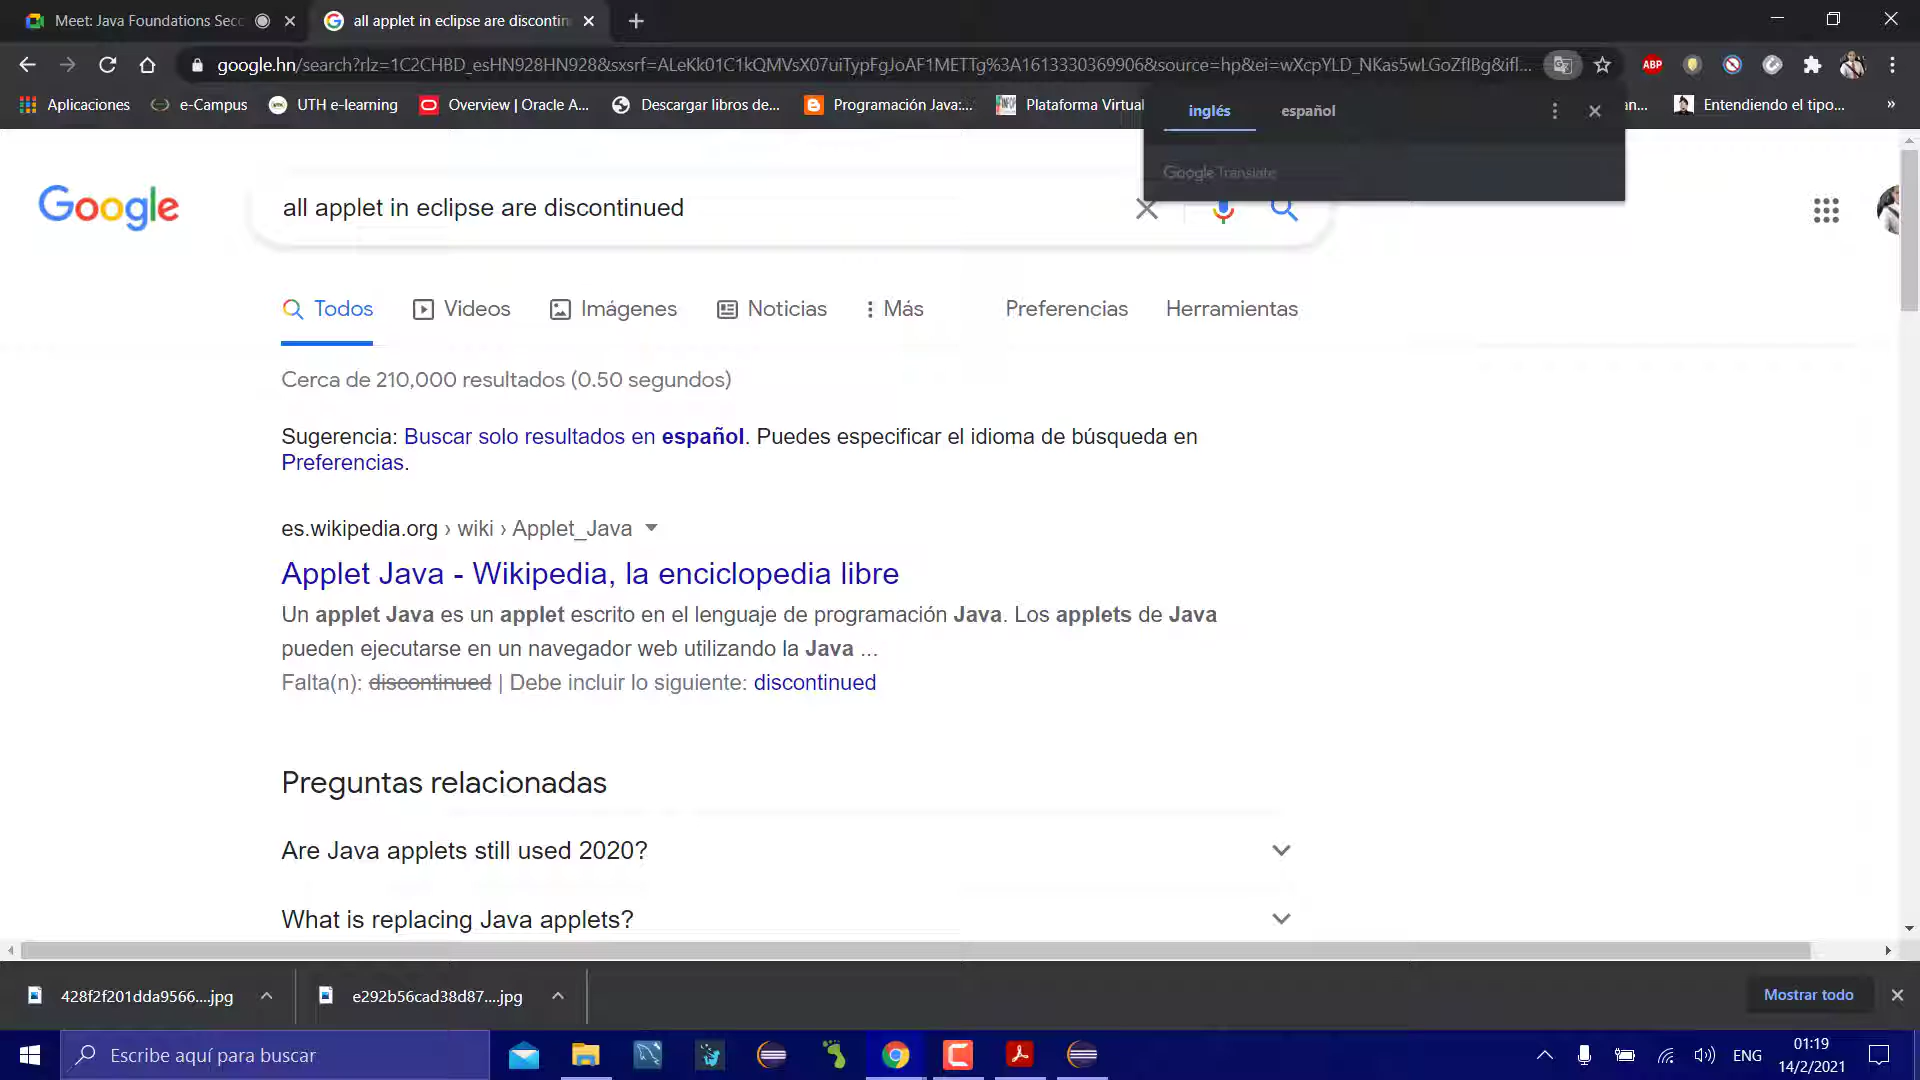 Meet: Java Foundations Sec
all applet in eclipse are discontin
google.hn/search?rlz=1C2CHBD_esHN928HN928&sxsrf=ALeKk01C1kQMVsX07uiTypFgJoAF1METTg%3A1613330369906&source=hp&ei=wXcpYLD_NKas5wLGoZfIBg&ifl...
ABP
Aplicaciones
e-Campus
UTH e-learning
Overview | Oracle A...
Descargar libros de...
Programación Java:...
Plataforma Virtual
an...
Entendiendo el tipo...
»
inglés
español
Google Translate
Google
all applet in eclipse are discontinued
Todos
Videos
Imágenes
Noticias
Más
Preferencias
Herramientas
Cerca de 210,000 resultados (0.50 segundos)
Sugerencia: Buscar solo resultados en español. Puedes especificar el idioma de búsqueda en
Preferencias.
es.wikipedia.org › wiki › Applet_Java
Applet Java - Wikipedia, la enciclopedia libre
Un applet Java es un applet escrito en el lenguaje de programación Java. Los applets de Java
pueden ejecutarse en un navegador web utilizando la Java ...
Falta(n): discontinued | Debe incluir lo siguiente: discontinued
Preguntas relacionadas
Are Java applets still used 2020?
What is replacing Java applets?
428f2f201dda9566....jpg
e292b56cad38d87....jpg
Mostrar todo
Escribe aquí para buscar
ENG
01:19
14/2/2021